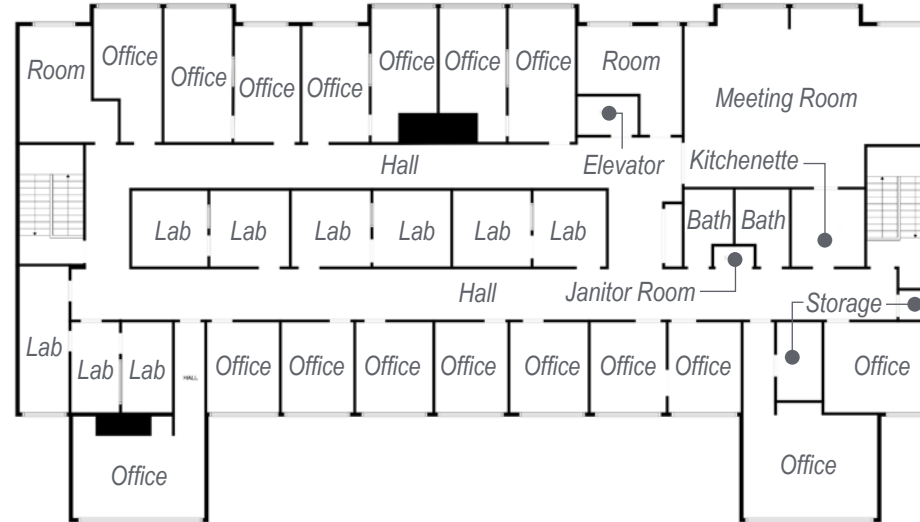 Room
Office
Office
Office
Office
Office
Office
Office
Room
Meeting Room
Elevator
Kitchenette
Hall
Lab
Lab
Lab
Lab
Lab
Lab
Bath
Bath
Hall
Janitor Room
Storage
Lab
Lab
Lab
HALL
Office
Office
Office
Office
Office
Office
Office
Office
Office
Office